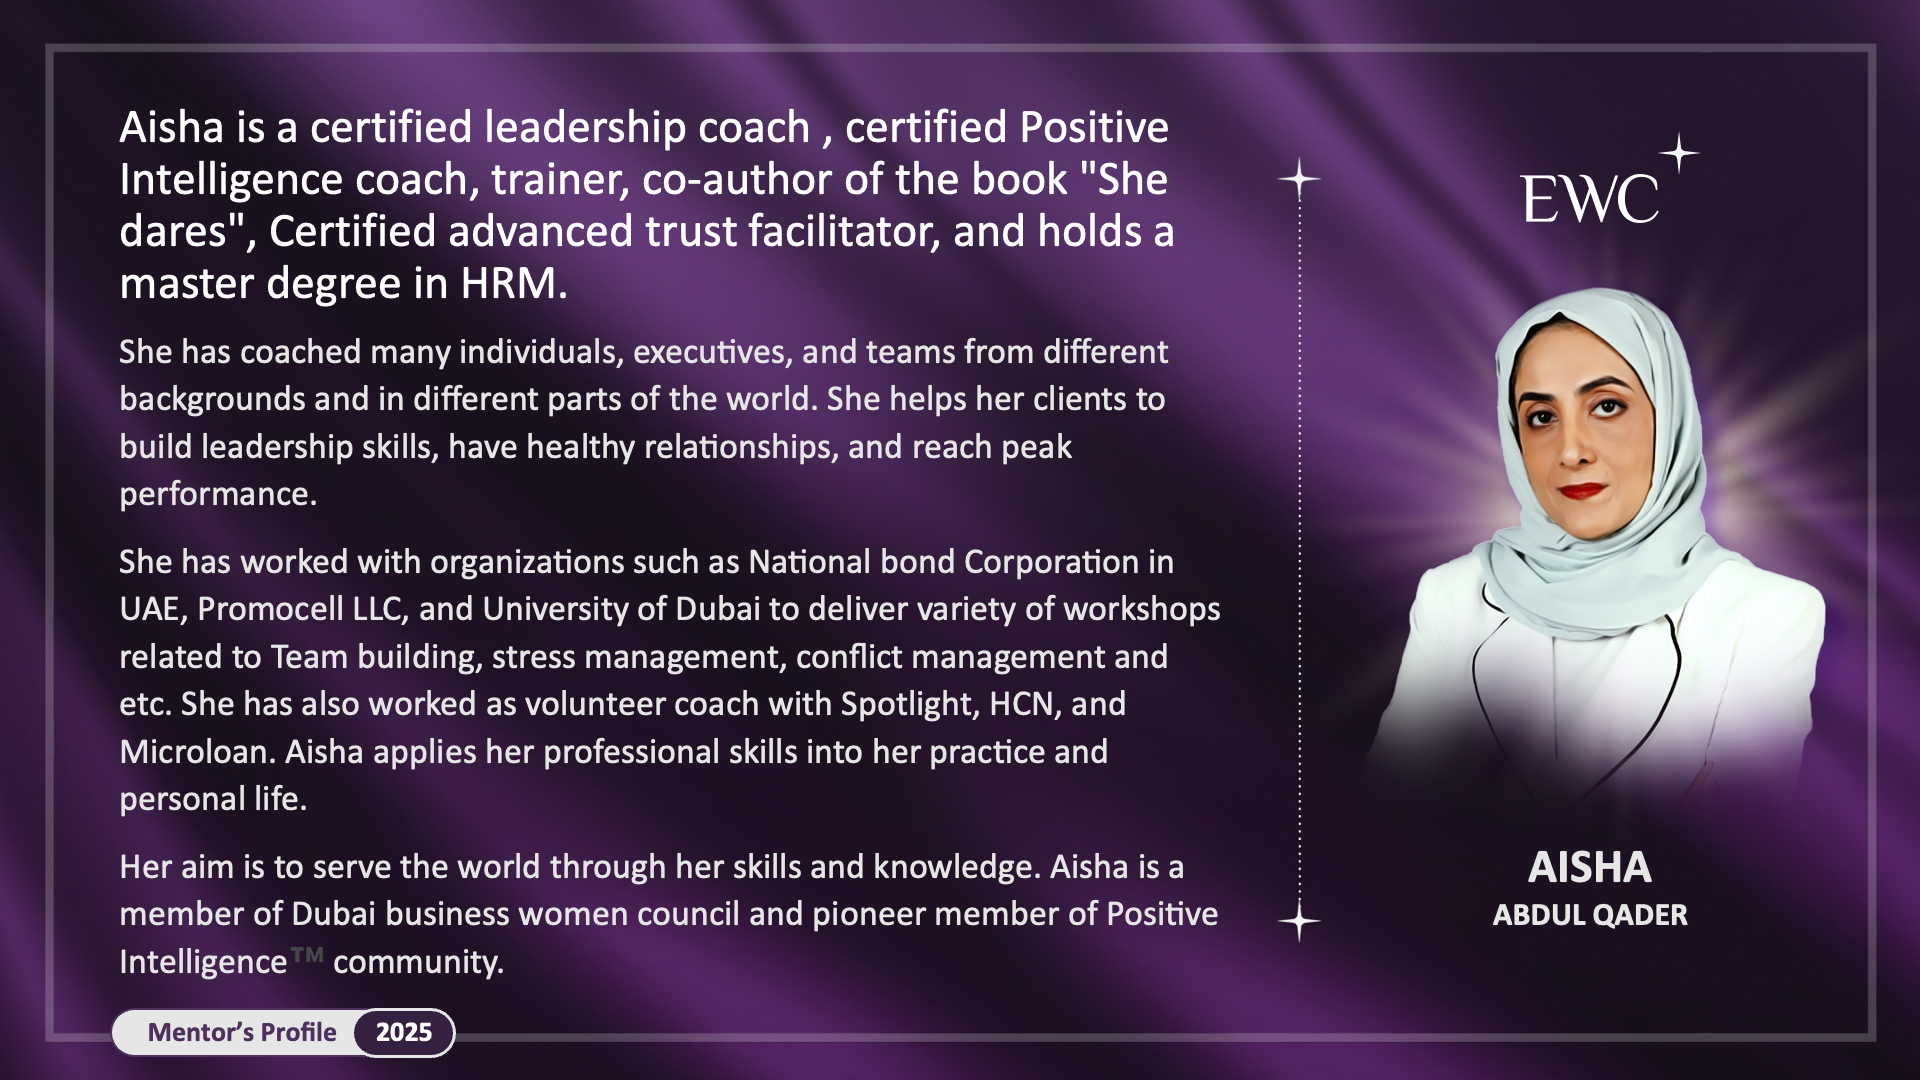 Aisha is a certified leadership coach , certified Positive
Intelligence coach, trainer, co-author of the book "She
dares", Certified advanced trust facilitator, and holds a
master degree in HRM.
She has coached many individuals, executives, and teams from different
backgrounds and in different parts of the world. She helps her clients to
build leadership skills, have healthy relationships, and reach peak
performance.
She has worked with organizations such as National bond Corporation in
UAE, Promocell LLC, and University of Dubai to deliver variety of workshops
related to Team building, stress management, conflict management and
etc. She has also worked as volunteer coach with Spotlight, HCN, and
Microloan. Aisha applies her professional skills into her practice and
personal life.
Her aim is to serve the world through her skills and knowledge. Aisha is a
member of Dubai business women council and pioneer member of Positive
Intelligence™ community.
Mentor’s Profile 2025
EWC
AISHA
ABDUL QADER